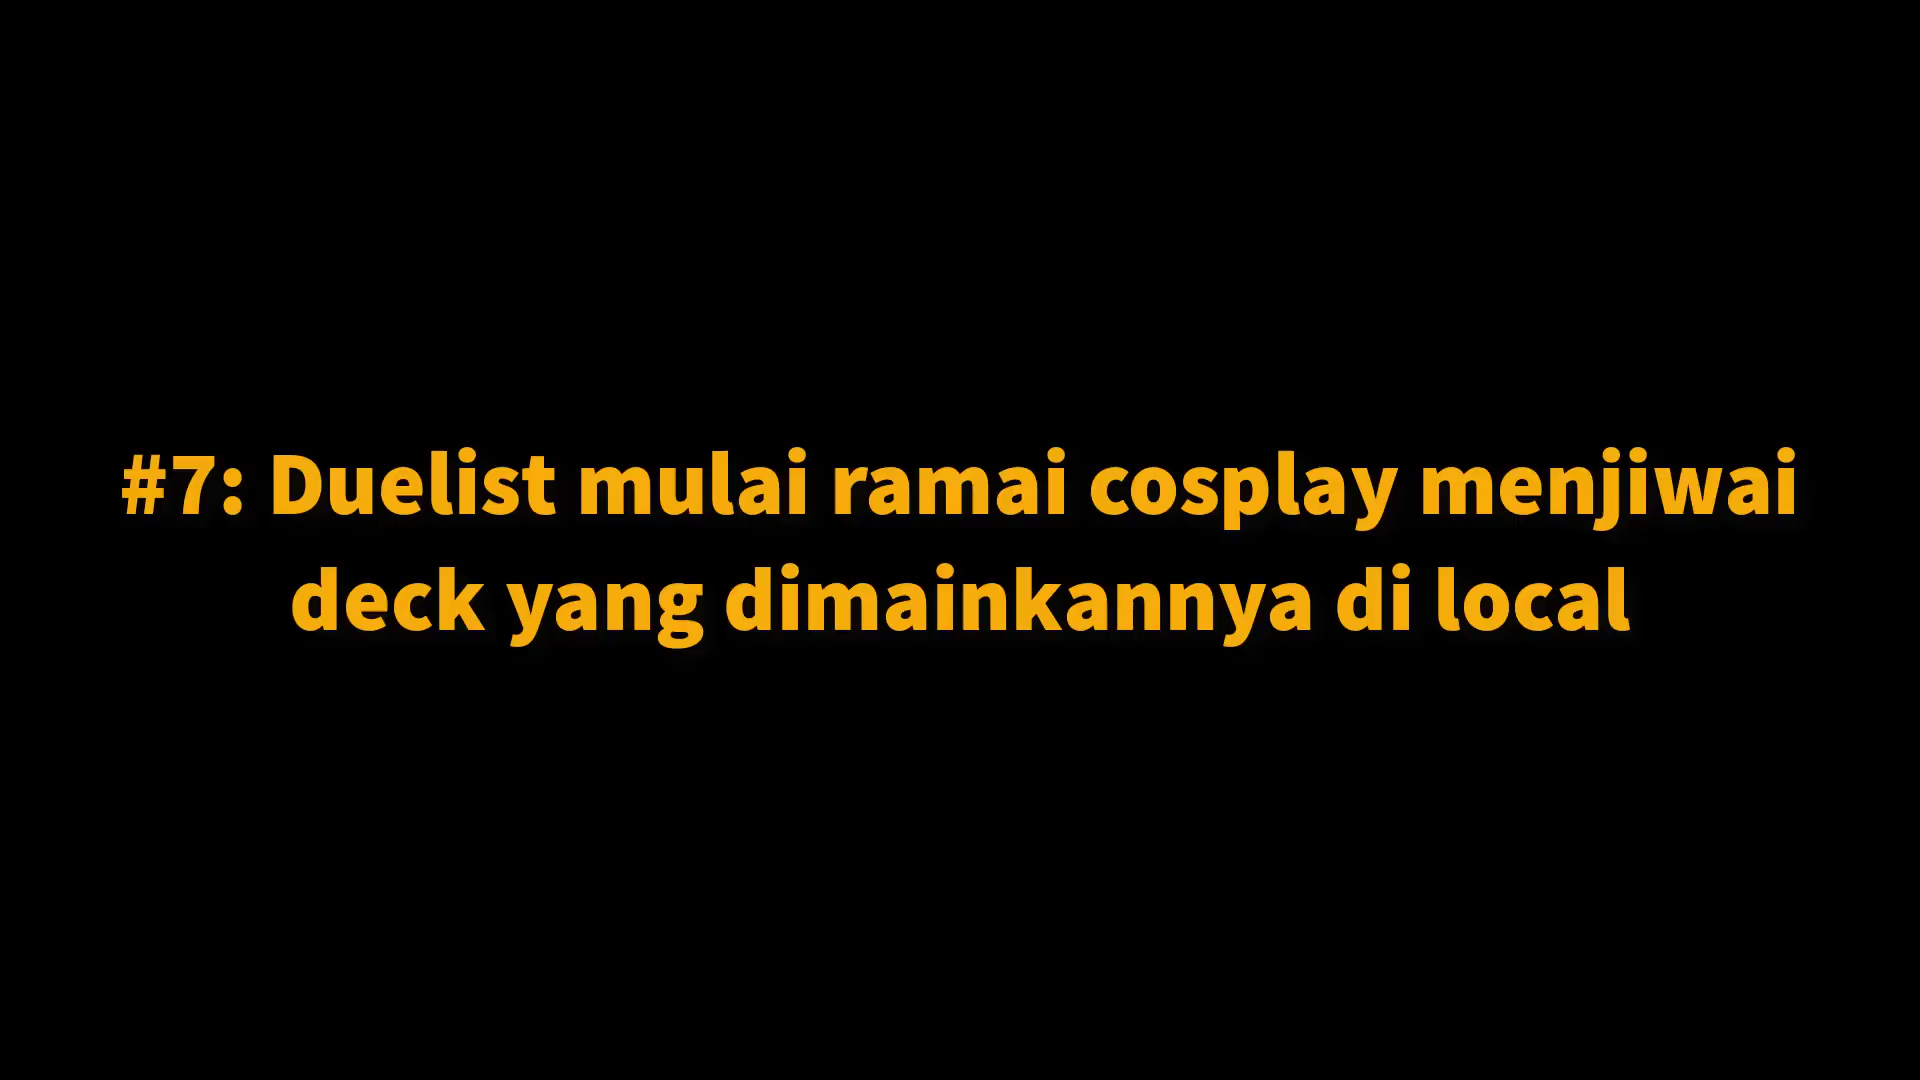 #7: Duelist mulai ramai cosplay menjiwai
deck yang dimainkannya di local